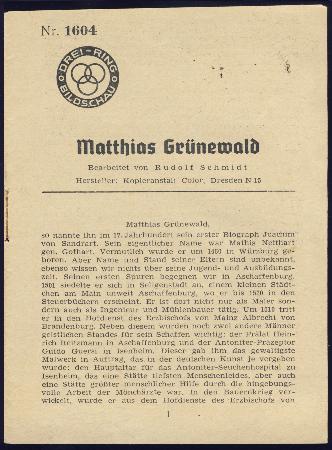 Nr. 1604
DREI-RING
BILDSCHAU
Matthias Grünewald
Bearbeitet von Rudolf Schmidt
Hersteller: Kopieranstalt Color, Dresden N 15
Matthias Grünewald,
so nannte ihn im 17. Jahrhundert sein erster Biograph Joachim
von Sandrart. Sein eigentlicher Name war Mathis Netthart
gen. Gothart. Vermutlich wurde er um 1460 in Würzburg ge-
boren. Aber Name und Stand seiner Eltern sind unbekannt,
ebenso wissen wir nichts über seine Jugend- und Ausbildungs-
zeit. Seinen ersten Spuren begegnen wir in Aschaffenburg.
1501 siedelte er sich in Seligenstadt an, einem kleinen Städt-
chen am Main unweit Aschaffenburg, wo er bis 1520 in den
Steuerbüchern erscheint. Er ist dort nicht nur als Maler son-
dern auch als Ingenieur und Mühlenbauer tätig. Um 1510 tritt
er in den Hofdienst des Erzbischofs von Mainz Albrecht von
Brandenburg. Neben diesem wurden noch zwei andere Männer
geistlichen Standes für sein Schaffen wichtig: der Prälat Hein-
rich Reitzmann in Aschaffenburg und der Antoniter-Präzeptor
Guido Guersi in Isenheim. Dieser gab ihm das gewaltigste
Malwerk in Auftrag, das in der deutschen Kunst je vergeben
wurde: den Hauptaltar für das Antoniter-Seuchenhospital zu
Isenheim, das eine Stätte tiefsten Menschenleides, aber auch
eine Stätte größter menschlicher Hilfe durch die hingebungs-
volle Arbeit der Mönchsärzte war. In den Bauernkrieg ver-
wickelt, wurde er aus dem Hofdienste des Erzbischofs von
1